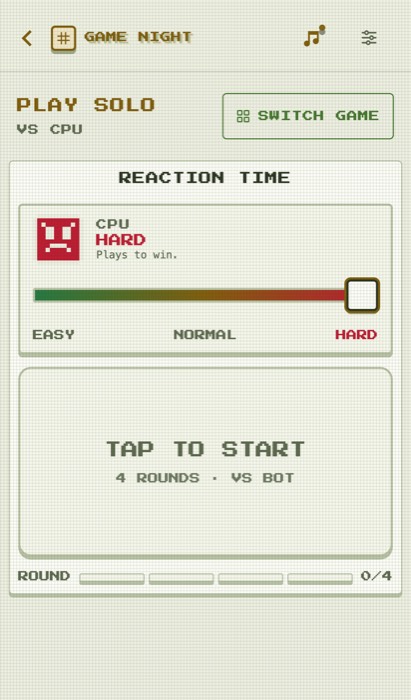 # GAME NIGHT
PLAY SOLO
VS CPU
SWITCH GAME
REACTION TIME
CPU
HARD
Plays to win.
EASY NORMAL HARD
TAP TO START
4 ROUNDS · VS BOT
ROUND 0/4